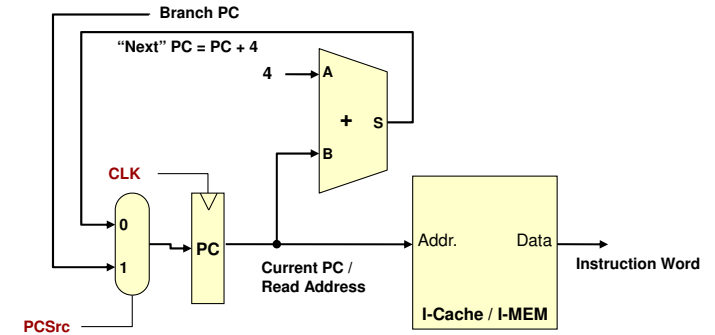 Branch PC
“Next” PC = PC + 4
4
A
+
S
B
CLK
0
PC
1
Addr.
Data
Current PC /
Read Address
Instruction Word
I-Cache / I-MEM
PCSrc